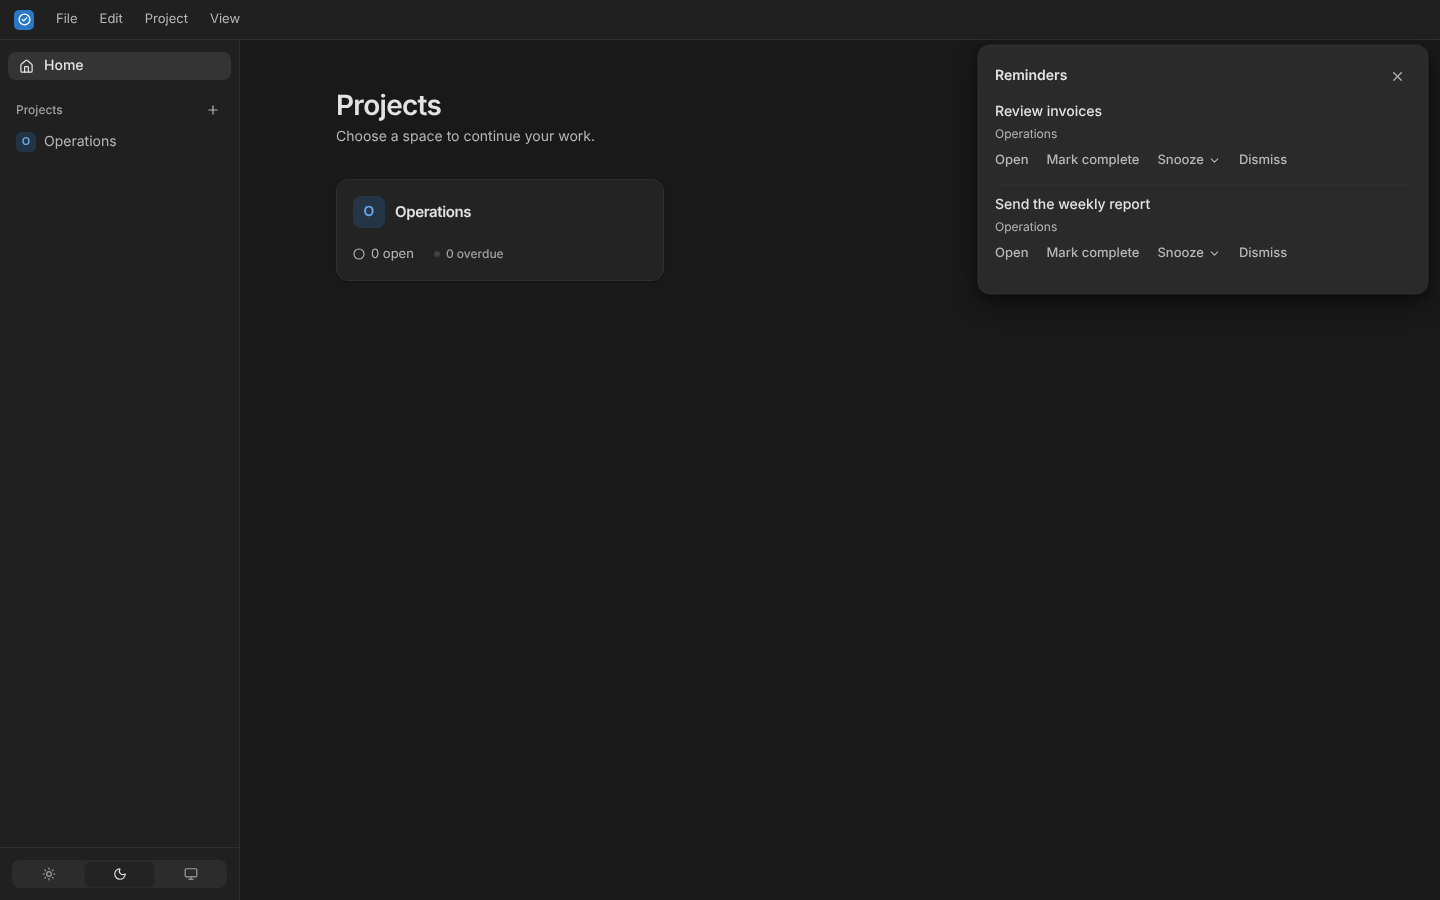 File Edit Project View
Home
Projects
O Operations
Projects
Choose a space to continue your work.
O Operations
0 open 0 overdue
Reminders
Review invoices
Operations
Open Mark complete Snooze Dismiss
Send the weekly report
Operations
Open Mark complete Snooze Dismiss